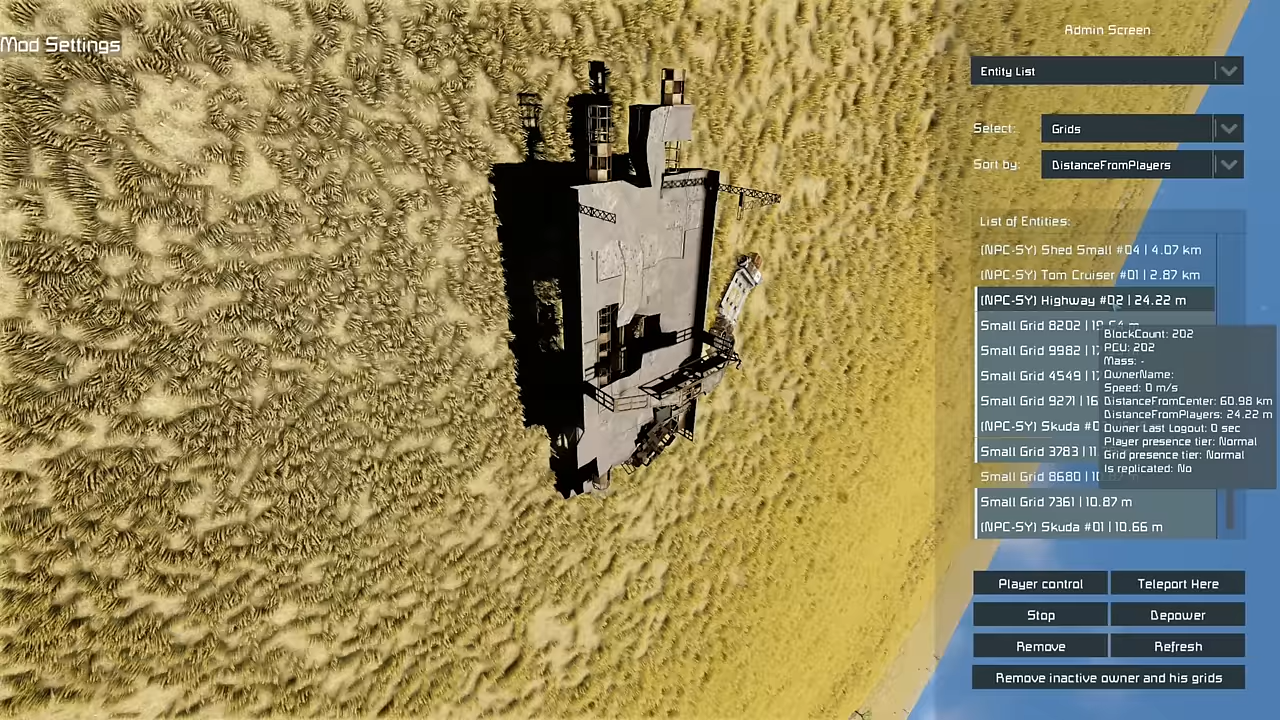 Mod Settings
Admin Screen
Entity List
Select:
Grids
Sort by:
DistanceFromPlayers
List of Entities:
(NPC-SY) Shed Small #04 | 4.07 km
(NPC-SY) Tom Cruiser #01 | 2.87 km
(NPC-SY) Highway #02 | 24.22 m
Small Grid 8202 |
Small Grid 9982 |
Small Grid 4549 |
Small Grid 9271 | 16
(NPC-SY) Skuda
Small Grid 3783 | 11
Small Grid 8680 |
Small Grid 7361 | 10.87 m
(NPC-SY) Skuda #01 | 10.66 m
BlockCount: 202
PCU: 202
Mass: -
OwnerName:
Speed: 0 m/s
DistanceFromCenter: 60.98 km
DistanceFromPlayers: 24.22 m
Owner Last Logout: 0 sec
Player presence tier: Normal
Grid presence tier: Normal
Is replicated: No
Player control
Teleport Here
Stop
Depower
Remove
Refresh
Remove inactive owner and his grids